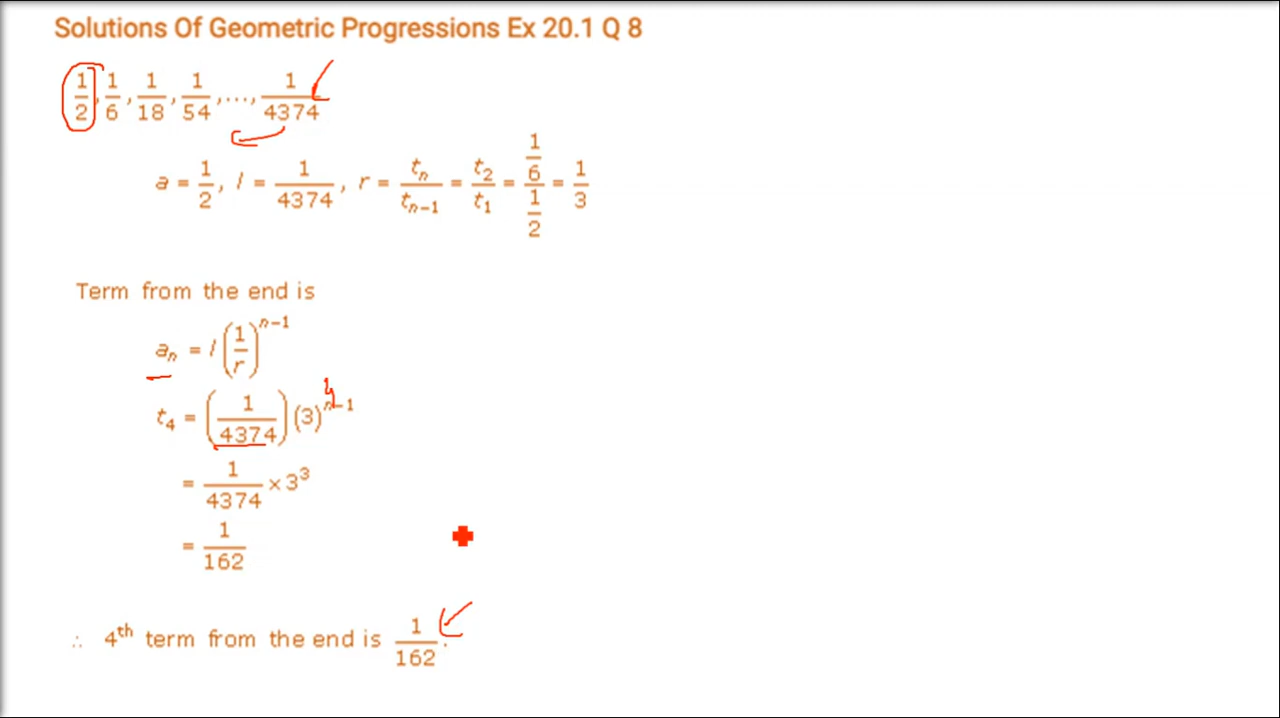 Solutions Of Geometric Progressions Ex 20.1 Q 8
1/2, 1/6, 1/18, 1/54, ..., 1/4374
a = 1/2, l = 1/4374, r = tₙ/tₙ₋₁ = t₂/t₁ = (1/6)/(1/2) = 1/3
Term from the end is
aₙ = l(1/r)ⁿ⁻¹
t₄ = (1/4374)(3)ⁿ⁻¹ 4
= 1/4374 × 3³
= 1/162
∴ 4ᵗʰ term from the end is 1/162.